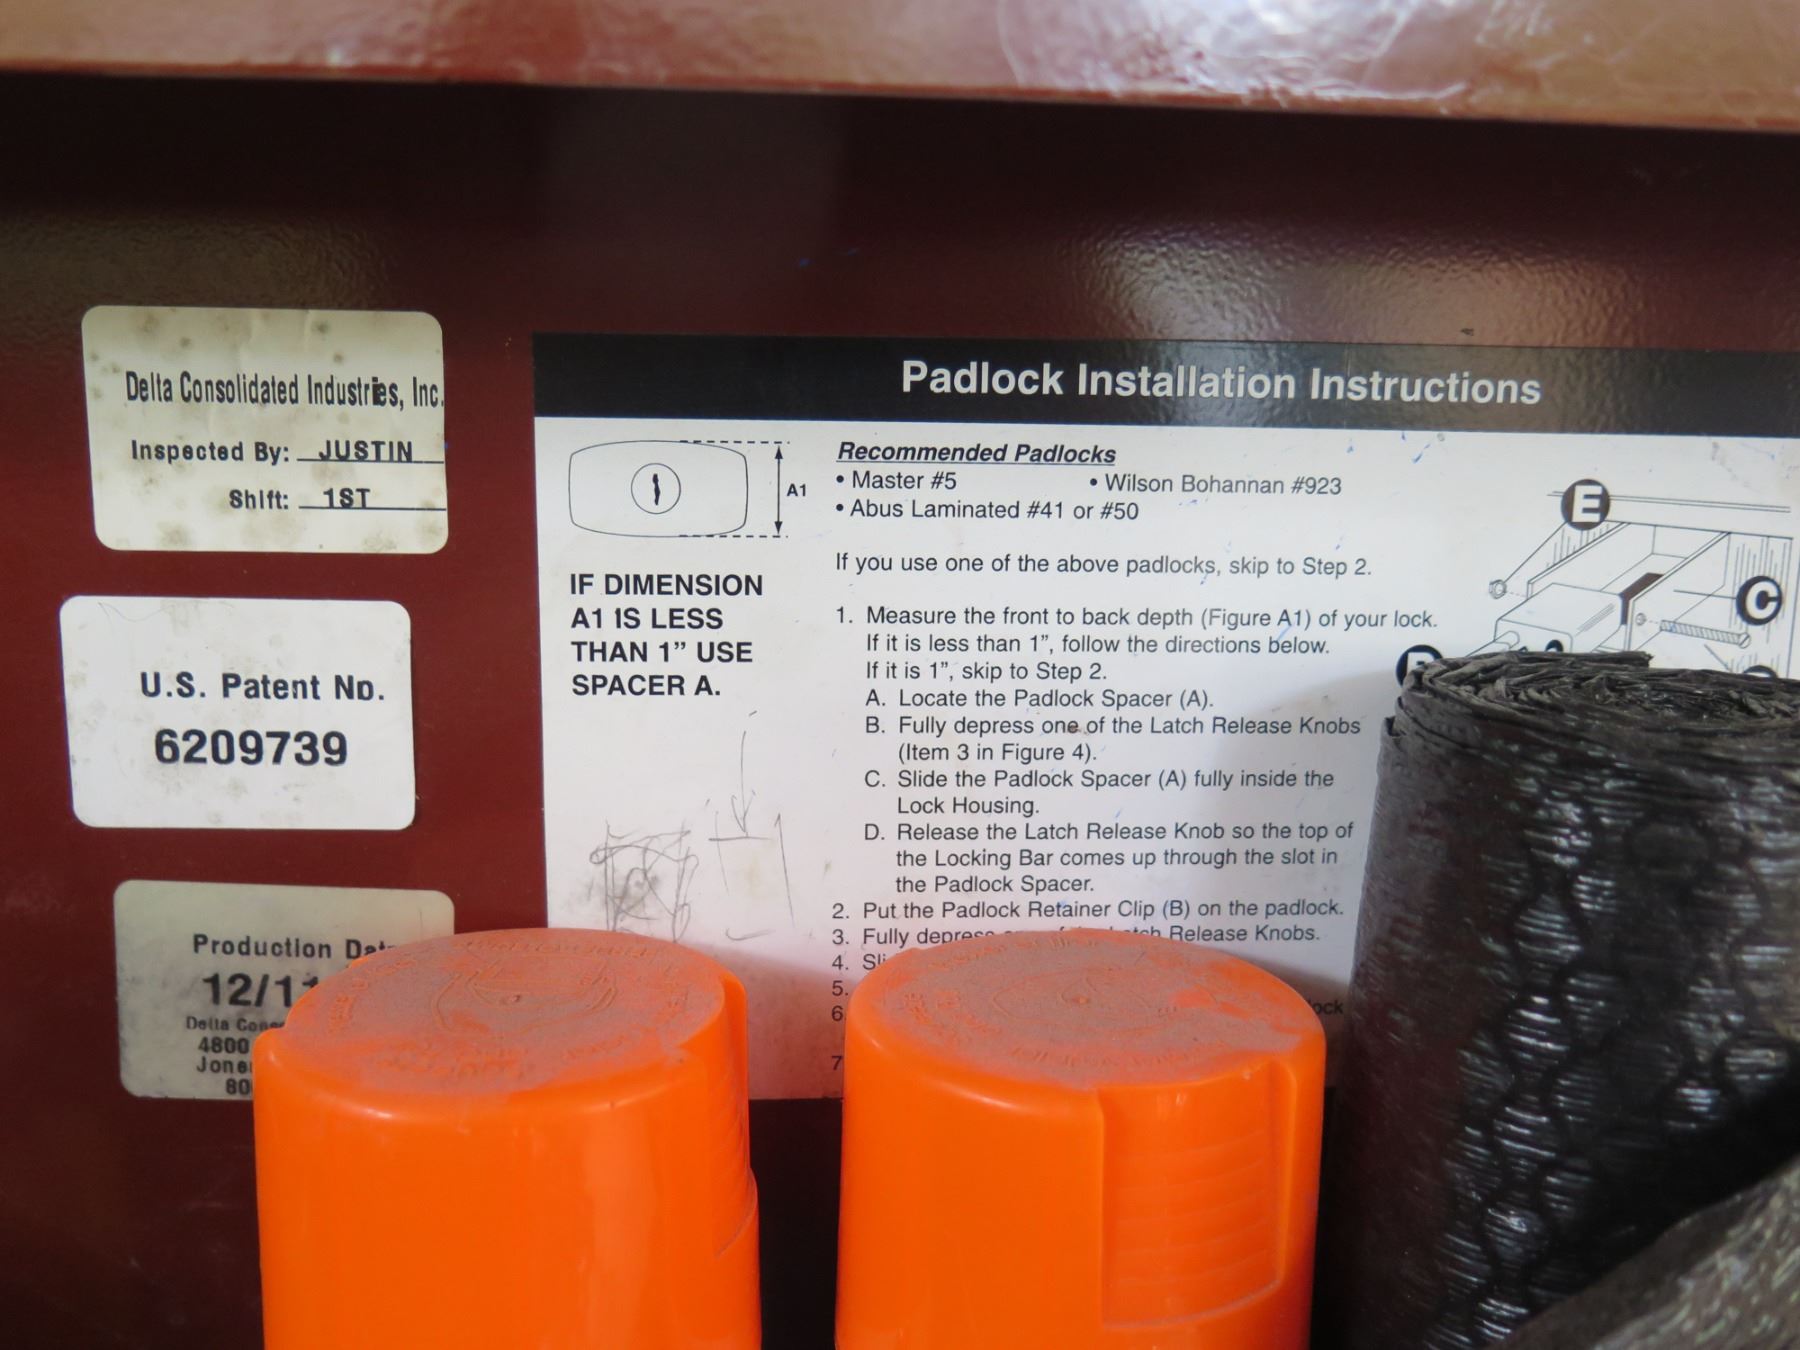 Delta Consolidated Industries, Inc.
Inspected By: JUSTIN
Shift: 1ST
U.S. Patent No.
6209739
Production
12/11
Delta
4800
80
Padlock Installation Instructions
A1
IF DIMENSION
A1 IS LESS
THAN 1” USE
SPACER A.
Recommended Padlocks
• Master #5
• Wilson Bohannan #923
• Abus Laminated #41 or #50
If you use one of the above padlocks, skip to Step 2.
1. Measure the front to back depth (Figure A1) of your lock.
If it is less than 1”, follow the directions below.
If it is 1”, skip to Step 2.
A. Locate the Padlock Spacer (A).
B. Fully depress one of the Latch Release Knobs
(Item 3 in Figure 4).
C. Slide the Padlock Spacer (A) fully inside the
Lock Housing.
D. Release the Latch Release Knob so the top of
the Locking Bar comes up through the slot in
the Padlock Spacer.
2. Put the Padlock Retainer Clip (B) on the padlock.
3. Fully depress Release Knobs.
4.
5.
6
7
E
C
B